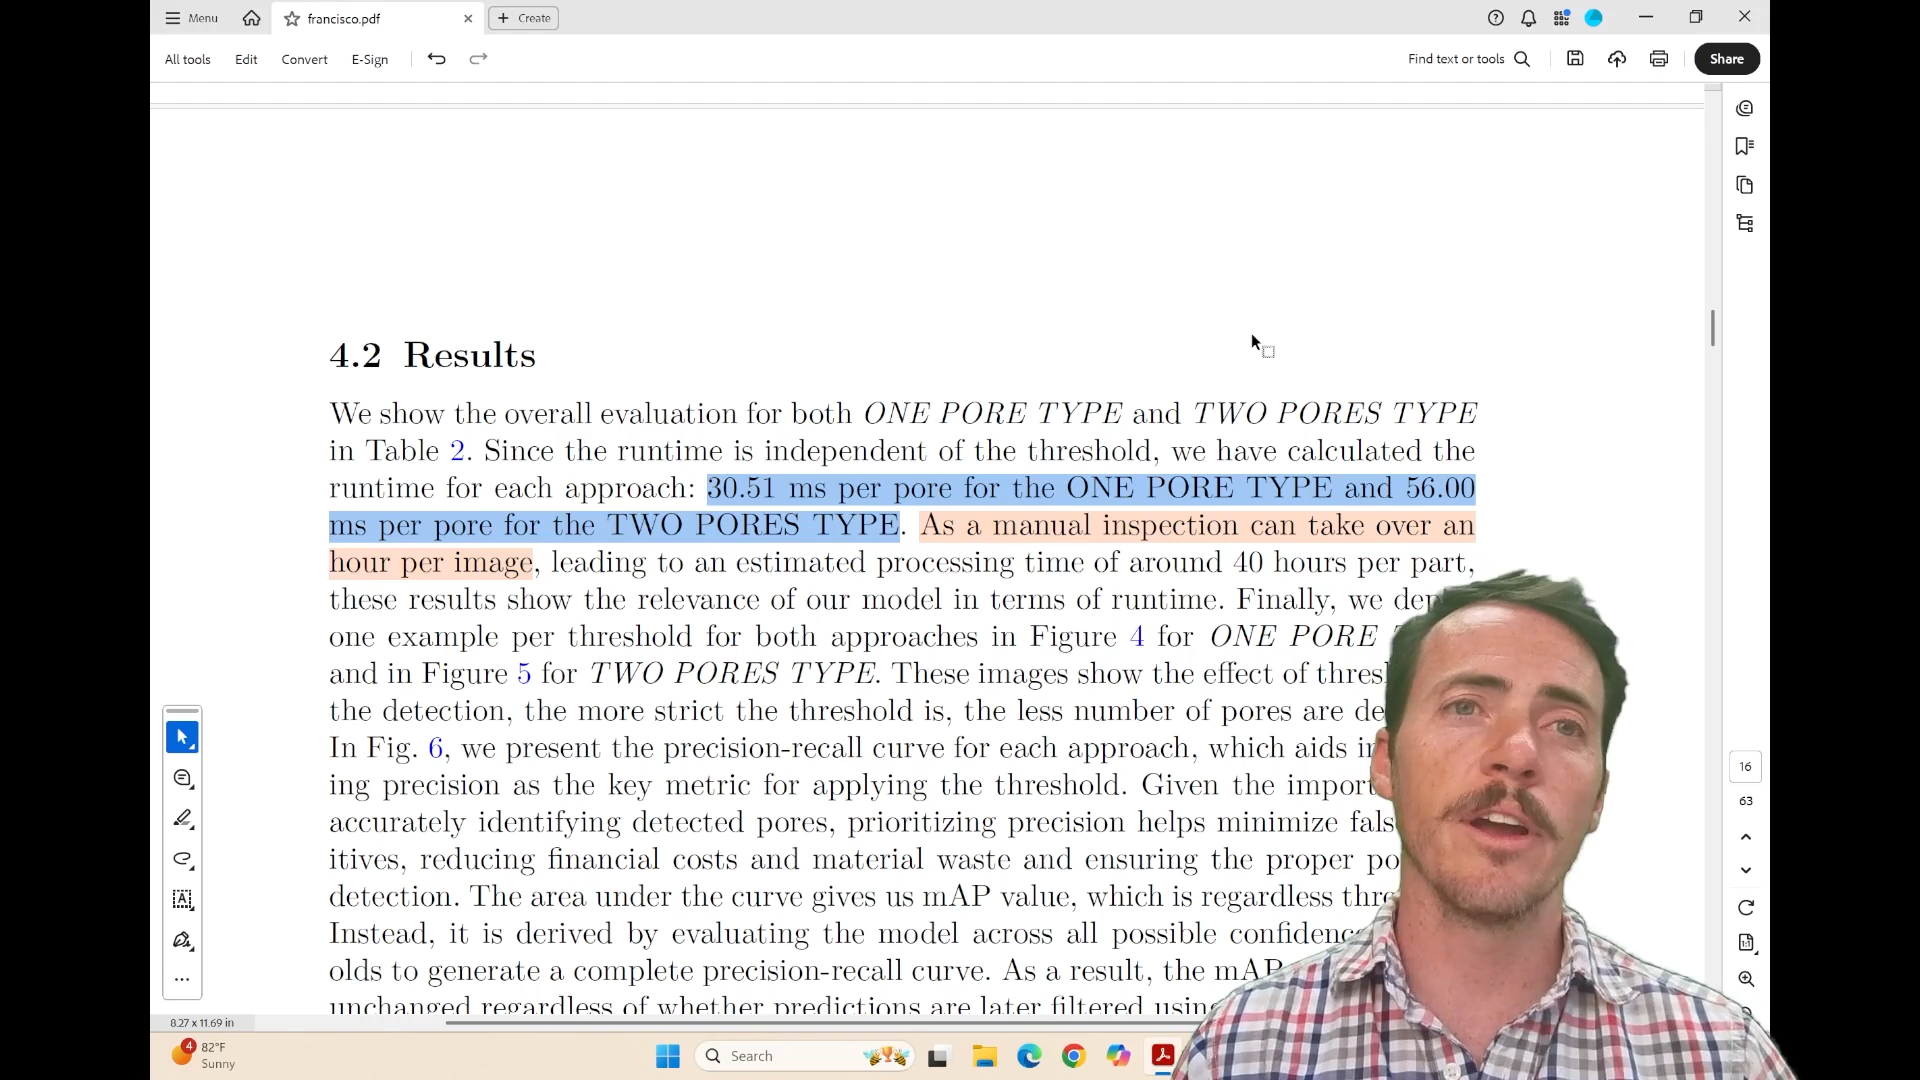 Menu
francisco.pdf
Create
All tools
Edit
Convert
E-Sign
Find text or tools
Share
4.2 Results
We show the overall evaluation for both ONE PORE TYPE and TWO PORES TYPE
in Table 2. Since the runtime is independent of the threshold, we have calculated the
runtime for each approach: 30.51 ms per pore for the ONE PORE TYPE and 56.00
ms per pore for the TWO PORES TYPE. As a manual inspection can take over an
hour per image, leading to an estimated processing time of around 40 hours per part,
these results show the relevance of our model in terms of runtime. Finally, we
one example per threshold for both approaches in Figure 4 for ONE PORE
and in Figure 5 for TWO PORES TYPE. These images show the effect of
the detection, the more strict the threshold is, the less number of pores are
In Fig. 6, we present the precision-recall curve for each approach, which aids
ing precision as the key metric for applying the threshold. Given the
accurately identifying detected pores, prioritizing precision helps minimize
itives, reducing financial costs and material waste and ensuring the proper
detection. The area under the curve gives us mAP value, which is regardless
Instead, it is derived by evaluating the model across all possible
olds to generate a complete precision-recall curve. As a result, the mAP
unchanged regardless of whether predictions are later filtered
16
63
8.27 x 11.69 in
4
82°F
Sunny
Search